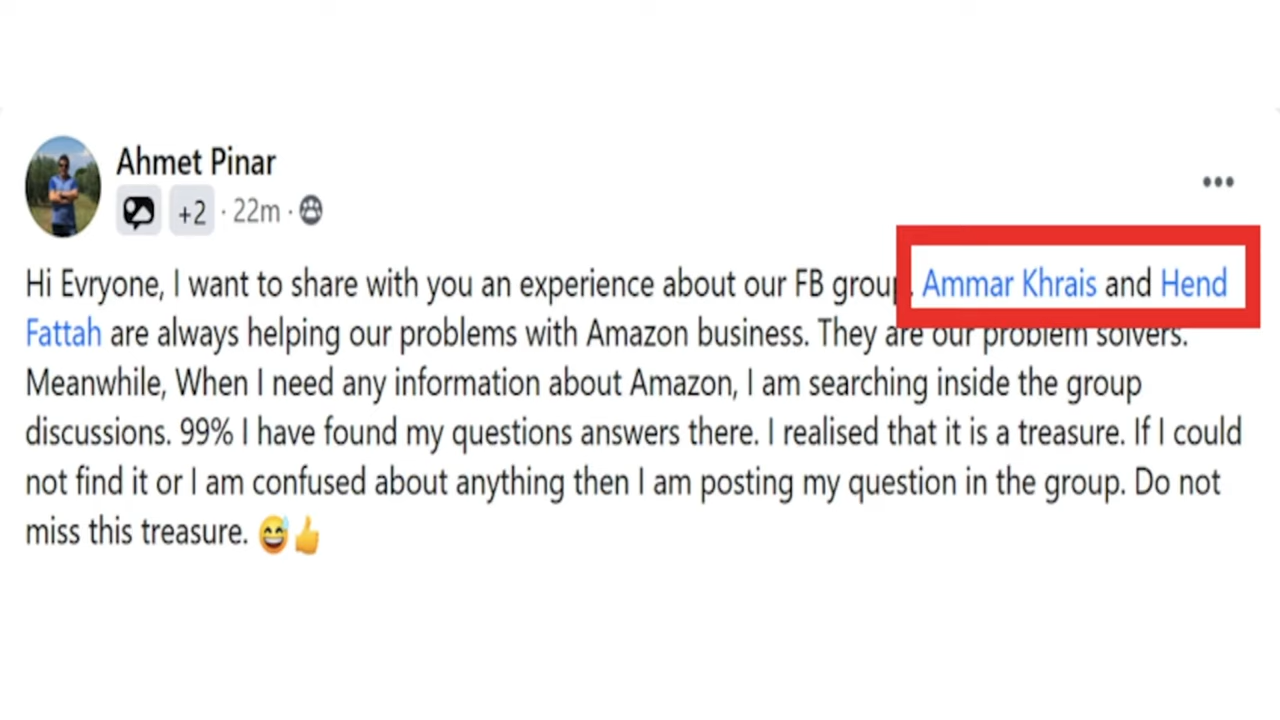 Ahmet Pinar
+2 · 22m ·
Hi Evryone, I want to share with you an experience about our FB group. Ammar Khrais and Hend
Fattah are always helping our problems with Amazon business. They are our problem solvers.
Meanwhile, When I need any information about Amazon, I am searching inside the group
discussions. 99% I have found my questions answers there. I realised that it is a treasure. If I could
not find it or I am confused about anything then I am posting my question in the group. Do not
miss this treasure. 😅👍